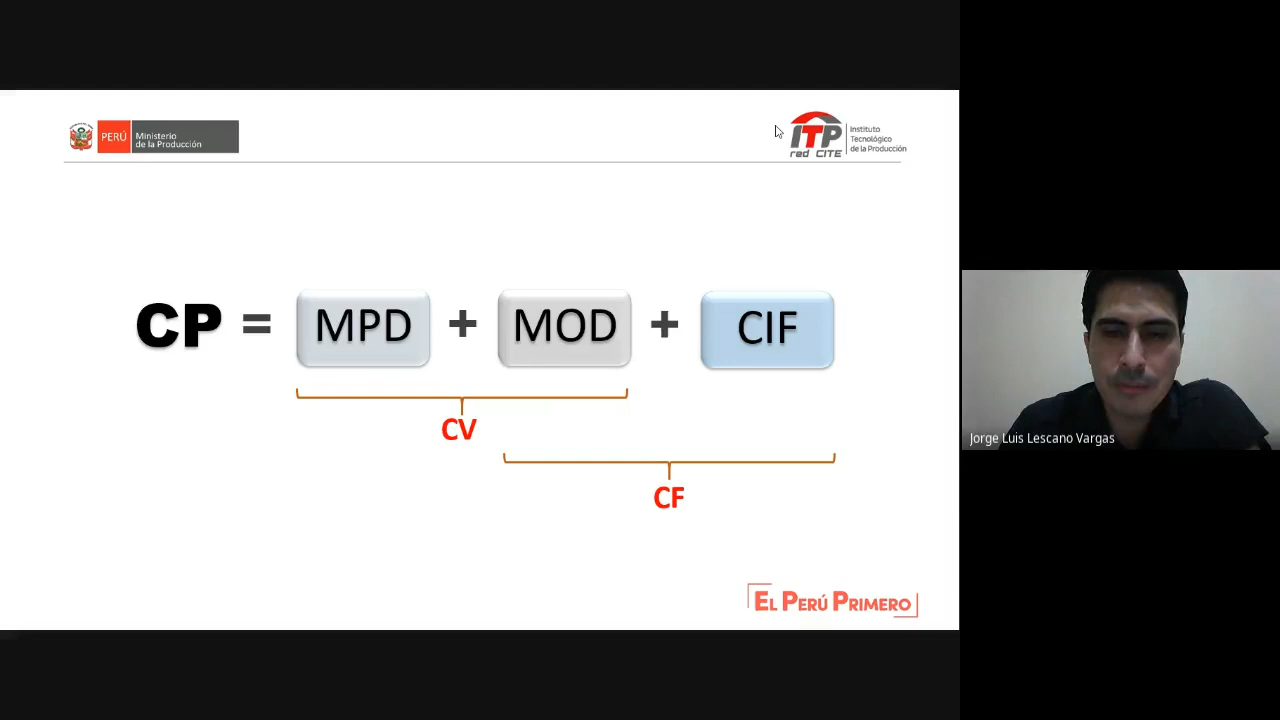 PERÚ
Ministerio
de la Producción
ITP
red CITE
Instituto
Tecnológico
de la Producción
CP = MPD + MOD + CIF
CV
CF
Jorge Luis Lescano Vargas
EL PERÚ PRIMERO